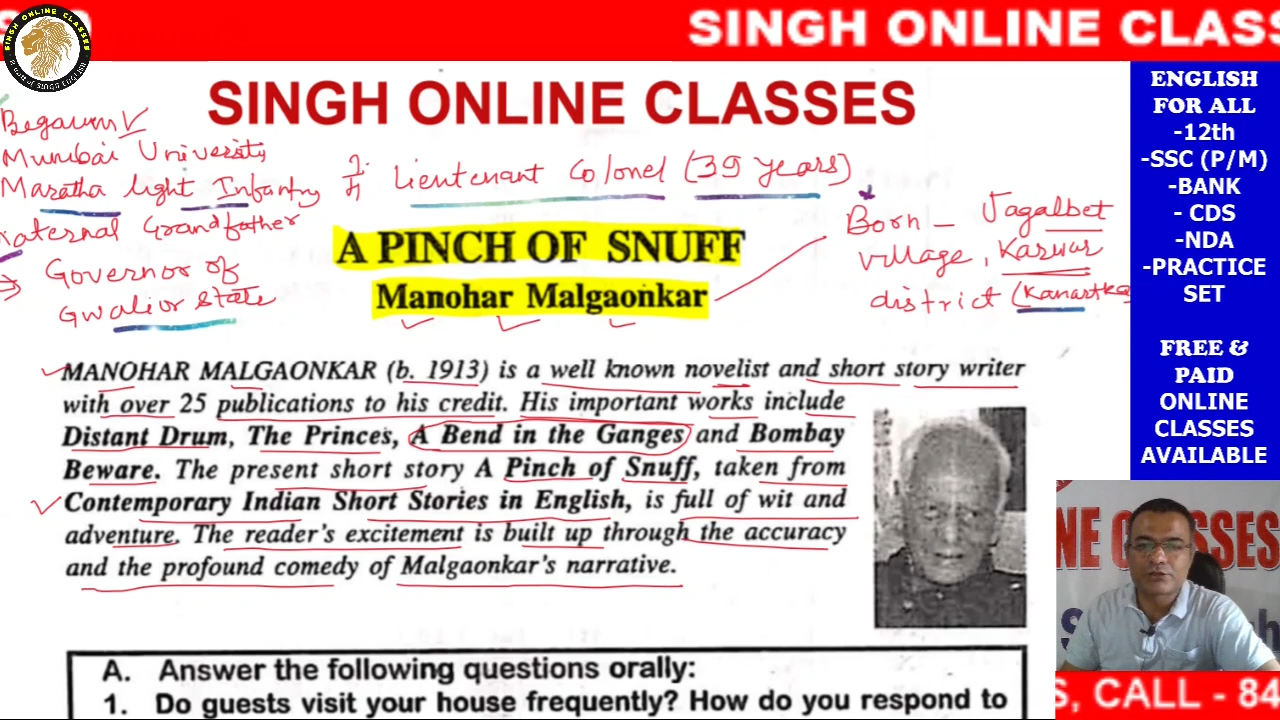 SINGH ONLINE CLASS
SINGH ONLINE CLASSES
SINGH ONLINE CLASSES
Begaum
Mumbai University
Maratha light Infantry
Lieutenant Colonel (39 years)
aternal Grandfather
Governor of
Gwalior State
A PINCH OF SNUFF
Manohar Malgaonkar
Born - Jagalbet
village, Karwar
district (Kanartka
MANOHAR MALGAONKAR (b. 1913) is a well known novelist and short story writer
with over 25 publications to his credit. His important works include
Distant Drum, The Princes, A Bend in the Ganges and Bombay
Beware. The present short story A Pinch of Snuff, taken from
Contemporary Indian Short Stories in English, is full of wit and
adventure. The reader's excitement is built up through the accuracy
and the profound comedy of Malgaonkar's narrative.
A. Answer the following questions orally:
1. Do guests visit your house frequently? How do you respond to
ENGLISH
FOR ALL
-12th
-SSC (P/M)
-BANK
- CDS
-NDA
-PRACTICE
SET
FREE &
PAID
ONLINE
CLASSES
AVAILABLE
NE CLASSES
S, CALL - 84